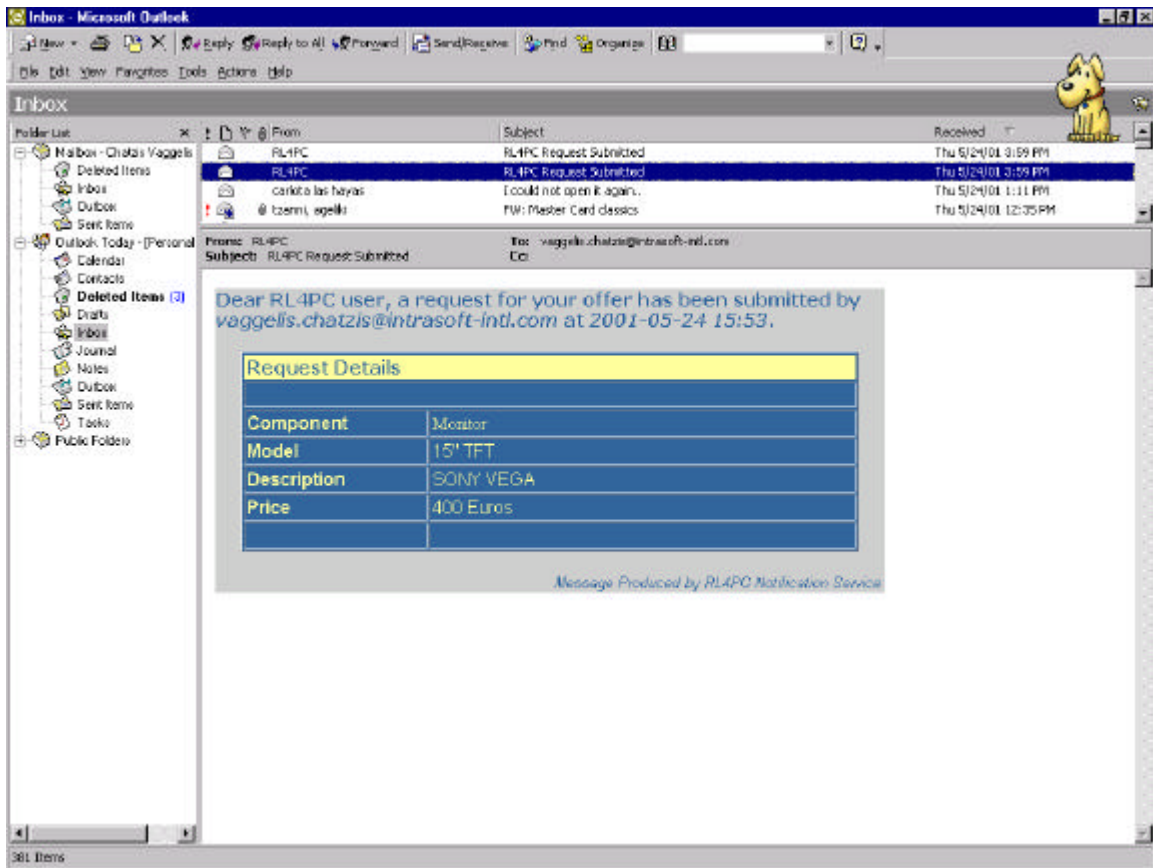 Inbox - Microsoft Outlook
New Reply Reply to All Forward Send/Receive Find Organize
File Edit View Favorites Tools Actions Help
Inbox
Folder List
From Subject Received
Mailbox - Chatzis Vaggelis
Deleted Items
Inbox
Outbox
Sent Items
Outlook Today - [Personal
Calendar
Contacts
Deleted Items (3)
Drafts
Inbox
Journal
Notes
Outbox
Sent Items
Tasks
Public Folders
RL4PC RL4PC Request Submitted Thu 5/24/01 3:59 PM
RL4PC RL4PC Request Submitted Thu 5/24/01 3:59 PM
carlota las hayas I could not open it again.. Thu 5/24/01 1:11 PM
tzanni, ageliki FW: Master Card classics Thu 5/24/01 12:35 PM
From: RL4PC To: vaggelis.chatzis@intrasoft-intl.com
Subject: RL4PC Request Submitted Cc:
Dear RL4PC user, a request for your offer has been submitted by
vaggelis.chatzis@intrasoft-intl.com at 2001-05-24 15:53.
Request Details
Component Monitor
Model 15" TFT
Description SONY VEGA
Price 400 Euros
Message Produced by RL4PC Notification Service
381 Items